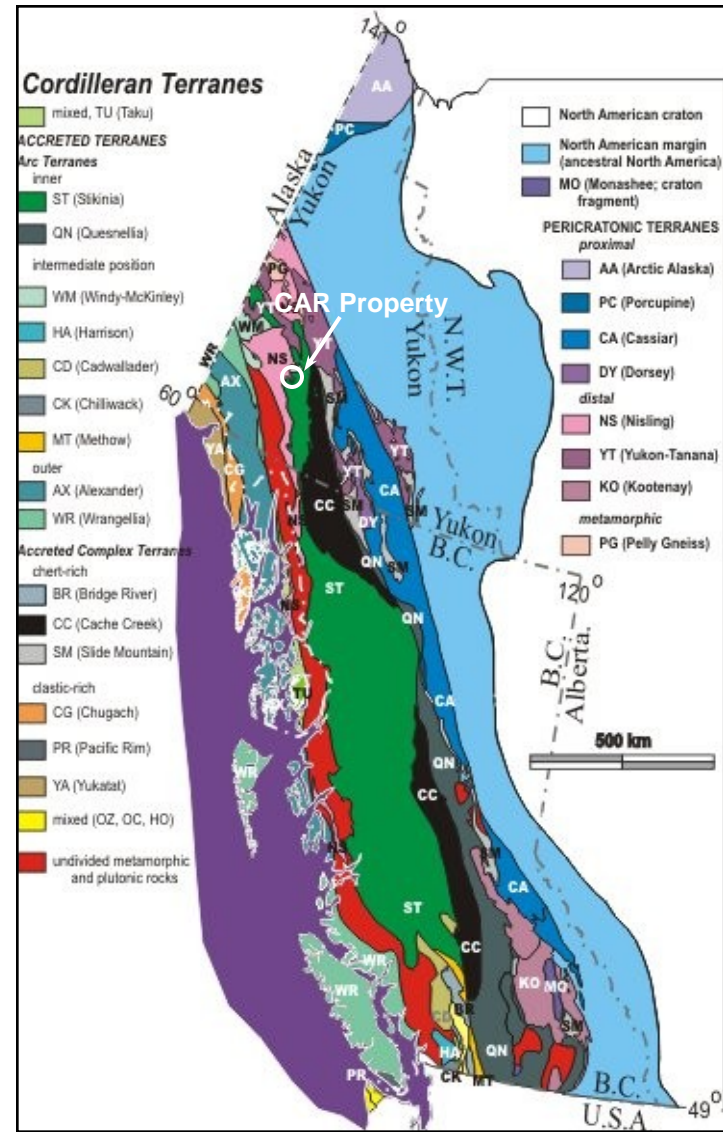 141 o
Cordilleran Terranes
mixed, TU (Taku)
ACCRETED TERRANES
Arc Terranes
inner
ST (Stikinia)
QN (Quesnellia)
intermediate position
WM (Windy-McKinley)
HA (Harrison)
CD (Cadwallader)
CK (Chilliwack)
MT (Methow)
outer
AX (Alexander)
WR (Wrangellia)
Accreted Complex Terranes
chert-rich
BR (Bridge River)
CC (Cache Creek)
SM (Slide Mountain)
clastic-rich
CG (Chugach)
PR (Pacific Rim)
YA (Yukatat)
mixed (OZ, OC, HO)
undivided metamorphic
and plutonic rocks
North American craton
North American margin
(ancestral North America)
MO (Monashee; craton
fragment)
PERICRATONIC TERRANES
proximal
AA (Arctic Alaska)
PC (Porcupine)
CA (Cassiar)
DY (Dorsey)
distal
NS (Nisling)
YT (Yukon-Tanana)
KO (Kootenay)
metamorphic
PG (Pelly Gneiss)
AA
PC
Alaska
Yukon
PG
CAR Property
YT
WM
YT
WR
NS
Yukon
N.W.T.
60 o
AX
SM
YA
CG
YT
YT
CC
SM
CA
DY
SM
NS
Yukon
B.C.
QN
SM
120 o
ST
NS
QN
B.C.
Alberta.
TU
CA
500 km
WR
QN
CC
NS
SM
CA
ST
CC
WR
KO
MO
WR
CD
BR
SM
HA
QN
PR
CK
MT
B.C.
U.S.A
49 o